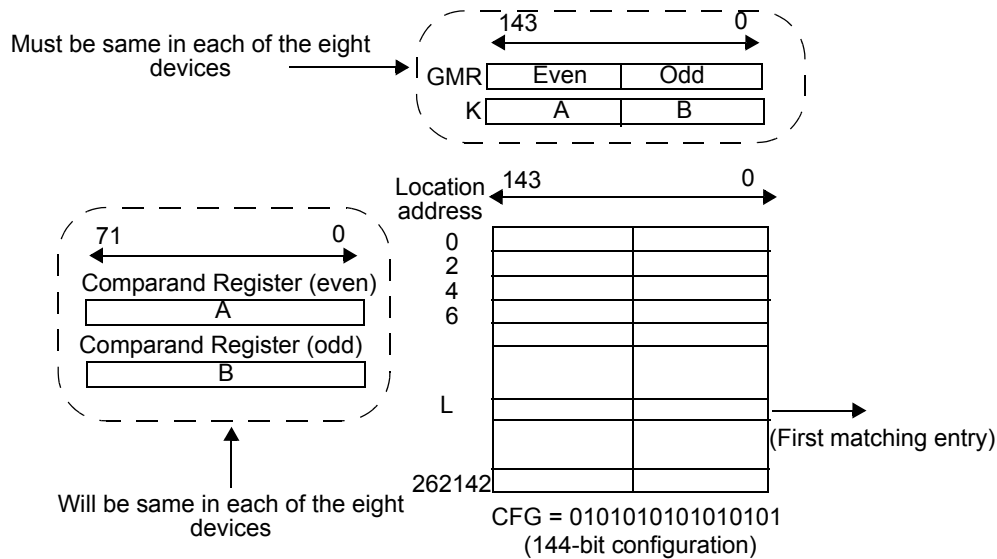 143 0
Must be same in each of the eight
devices
GMR Even Odd
K A B
Location
address
143 0
71 0
Comparand Register (even)
A
Comparand Register (odd)
B
0
2
4
6
L
(First matching entry)
262142
Will be same in each of the eight
devices
CFG = 0101010101010101
(144-bit configuration)